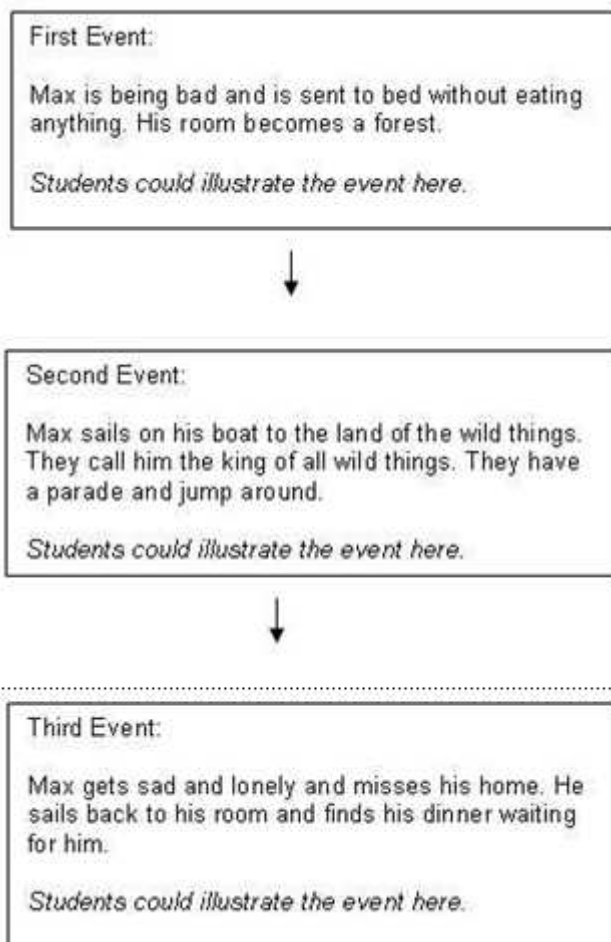 First Event:
Max is being bad and is sent to bed without eating
anything. His room becomes a forest.
Students could illustrate the event here.
Second Event:
Max sails on his boat to the land of the wild things.
They call him the king of all wild things. They have
a parade and jump around.
Students could illustrate the event here.
Third Event:
Max gets sad and lonely and misses his home. He
sails back to his room and finds his dinner waiting
for him.
Students could illustrate the event here.